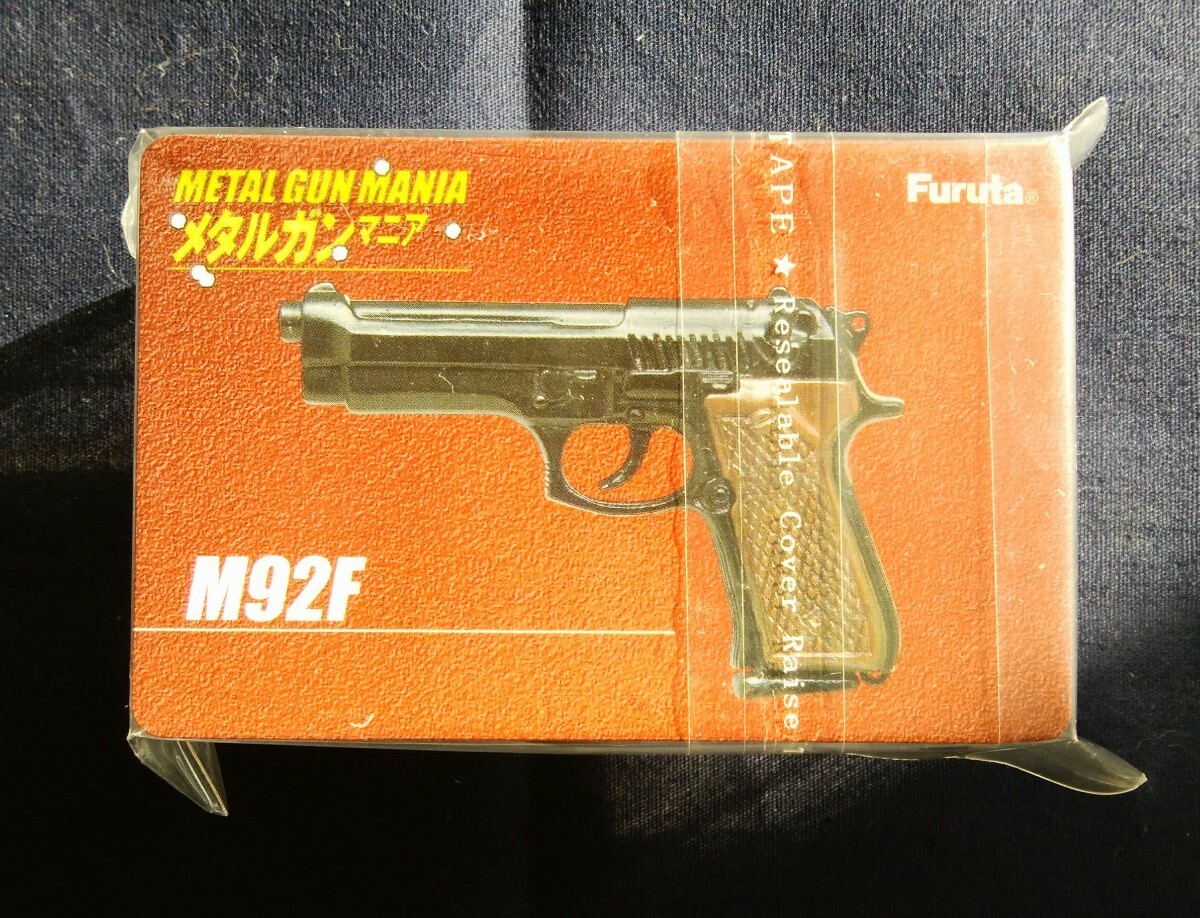 METAL GUN MANIA
メタルガンマニア
Furuta®
TAPE ★ Resealable Cover Raise
M92F